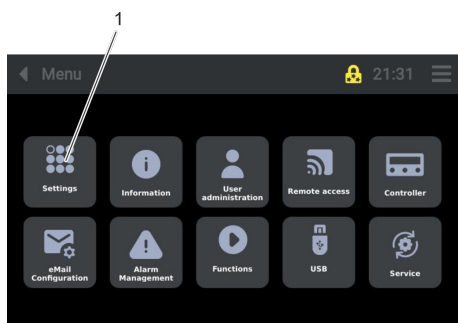 1
Menu
21:31
Settings
Information
User
administration
Remote access
Controller
eMail
Configuration
Alarm
Management
Functions
USB
Service